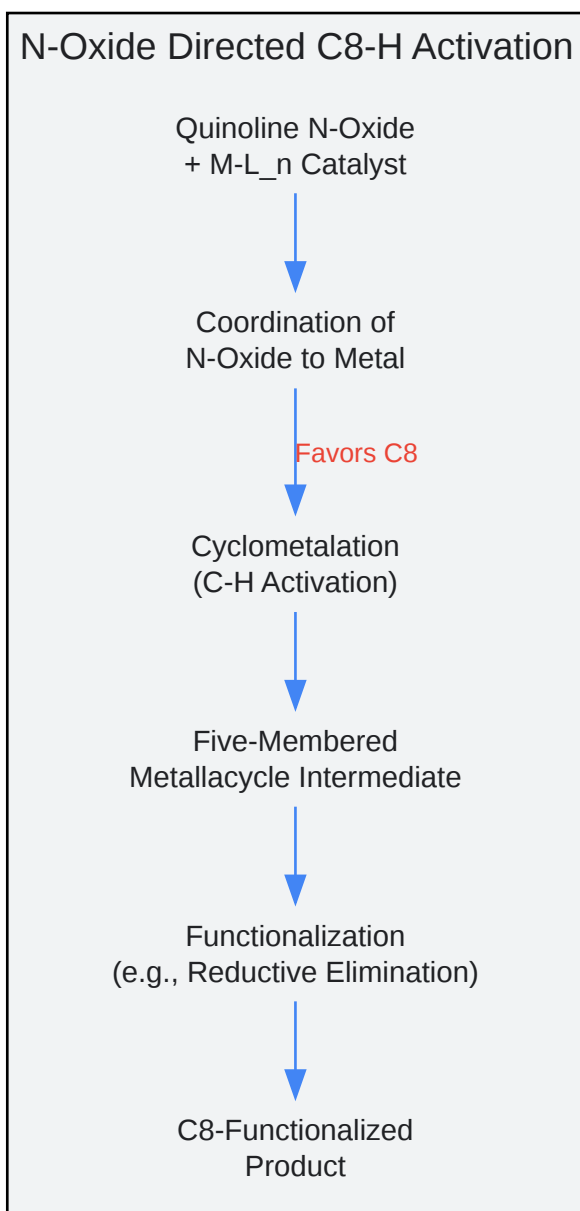 N-Oxide Directed C8-H Activation
Quinoline N-Oxide
+ M-L_n Catalyst
Coordination of
N-Oxide to Metal
Favors C8
Cyclometalation
(C-H Activation)
Five-Membered
Metallacycle Intermediate
Functionalization
(e.g., Reductive Elimination)
C8-Functionalized
Product